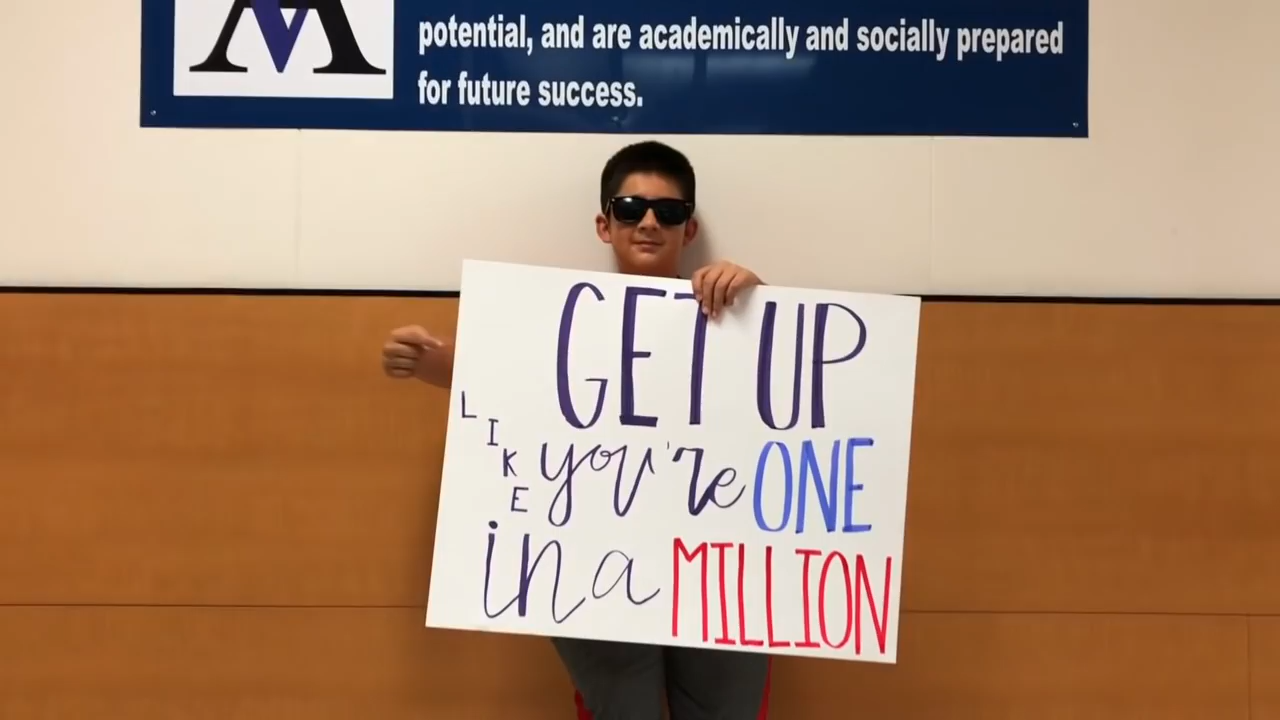 potential, and are academically and socially prepared
for future success.
GET UP
LIKE you're ONE
in a MILLION